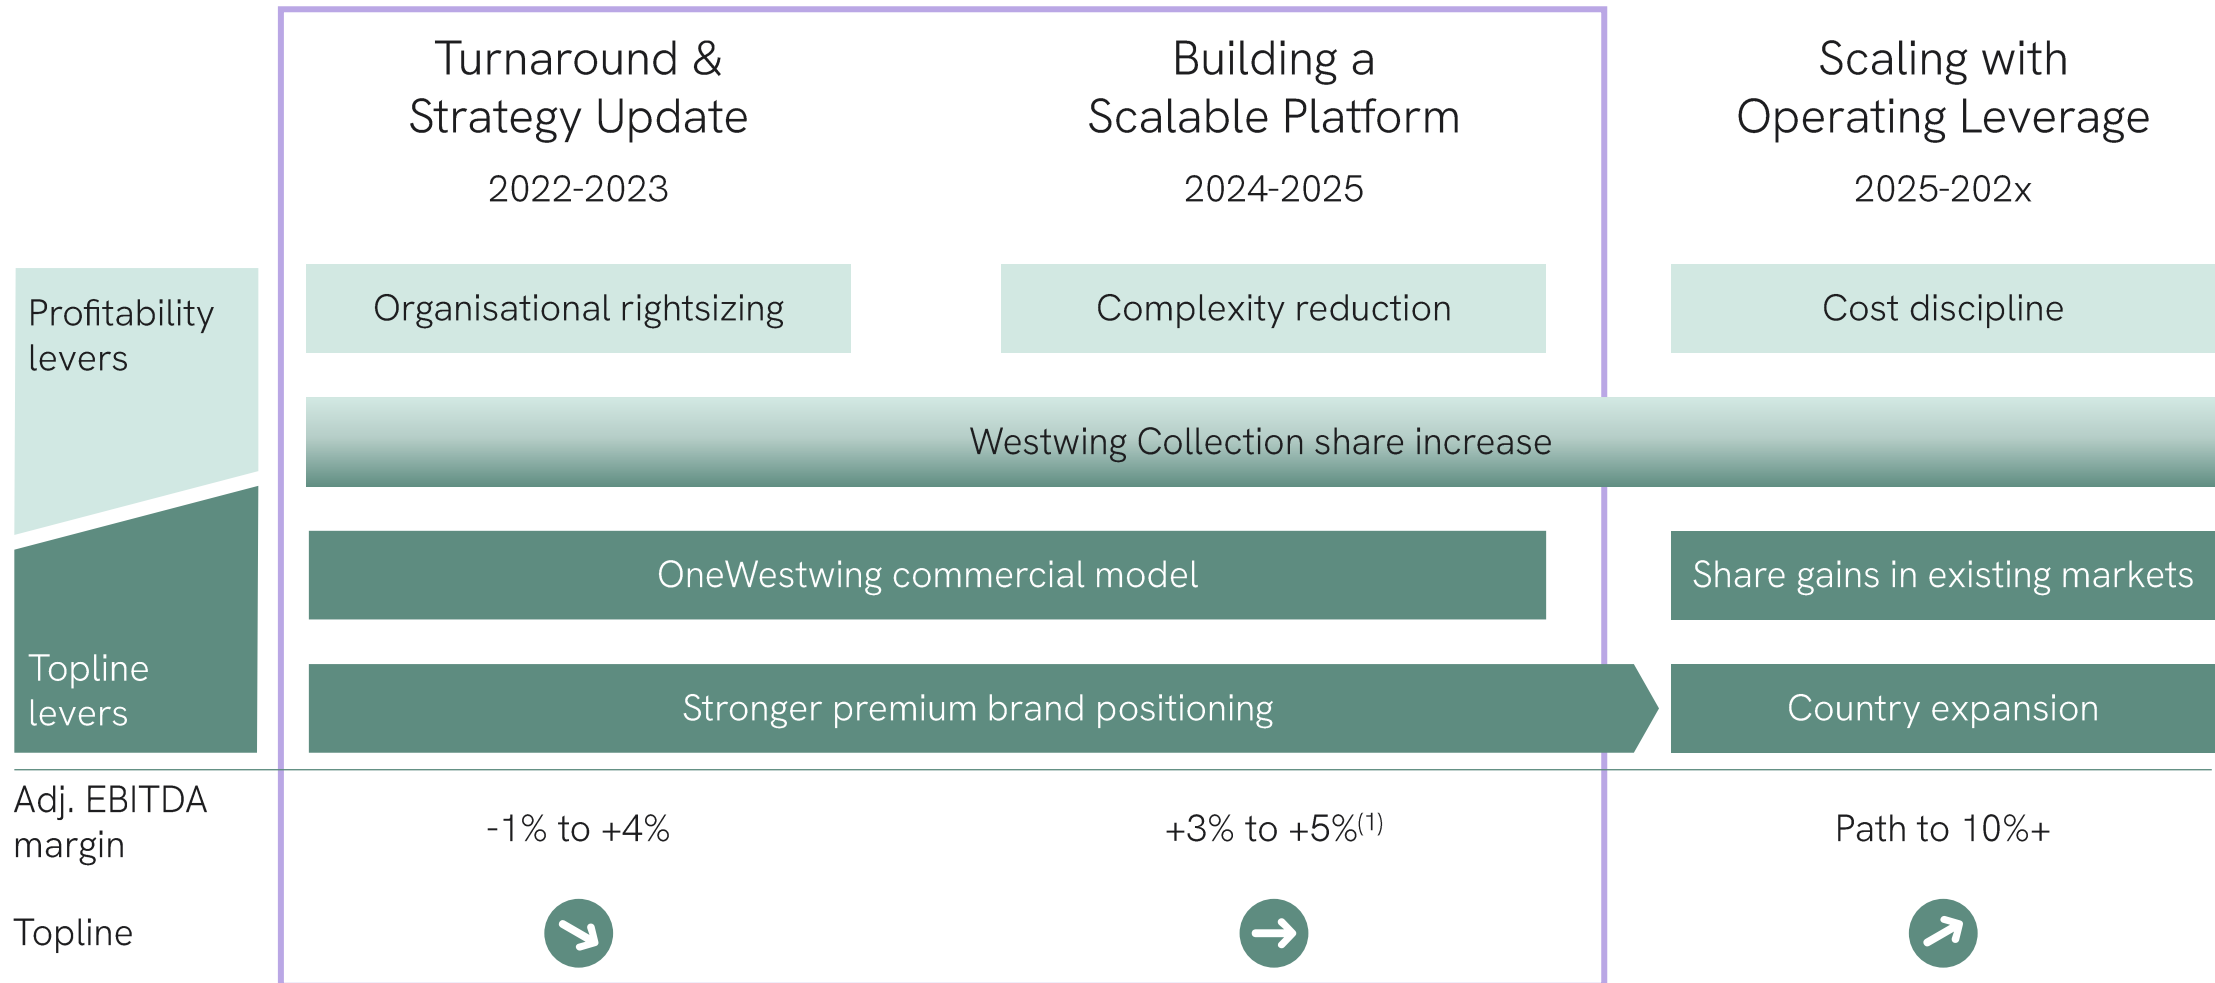 Turnaround &
Strategy Update
2022-2023
Building a
Scalable Platform
2024-2025
Scaling with
Operating Leverage
2025-202x
Profitability
levers
Organisational rightsizing
Complexity reduction
Cost discipline
Westwing Collection share increase
OneWestwing commercial model
Share gains in existing markets
Topline
levers
Stronger premium brand positioning
Country expansion
Adj. EBITDA
margin
-1% to +4%
+3% to +5%(1)
Path to 10%+
Topline